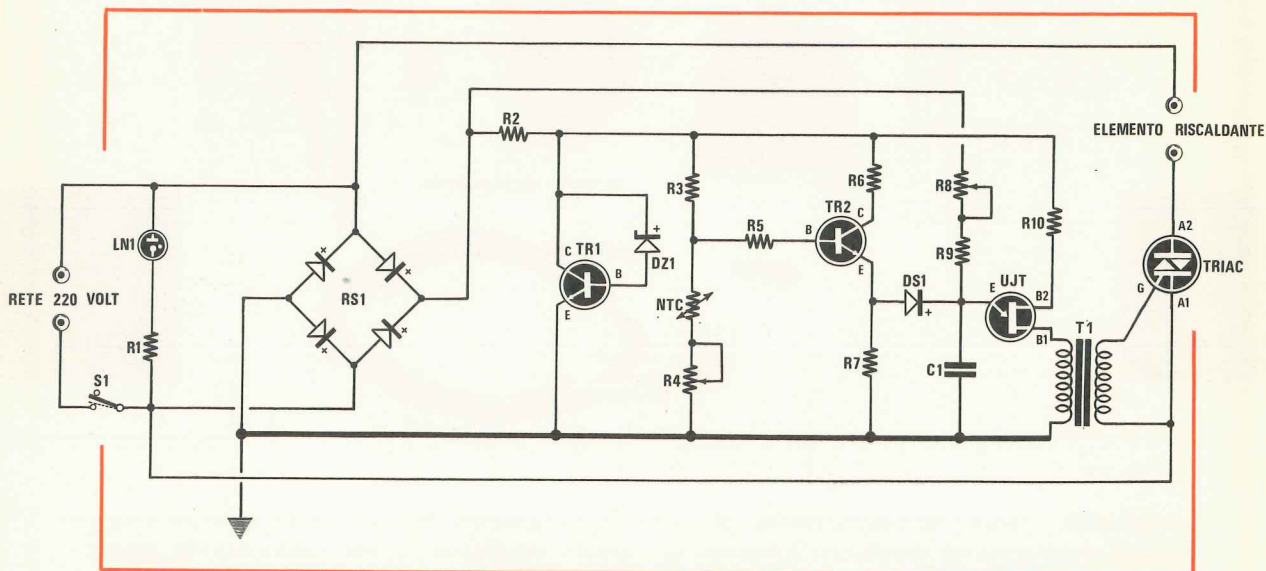 ELEMENTO RISCALDANTE
R2
R3
R6
R8
R10
A2
LN1
C
TR1
B
DZ1
E
R5
B
TR2
C
E
R9
TRIAC
G
A1
RETE 220 VOLT
RS1
NTC
DS1
+
E
UJT
B2
B1
T1
R1
S1
R4
R7
C1